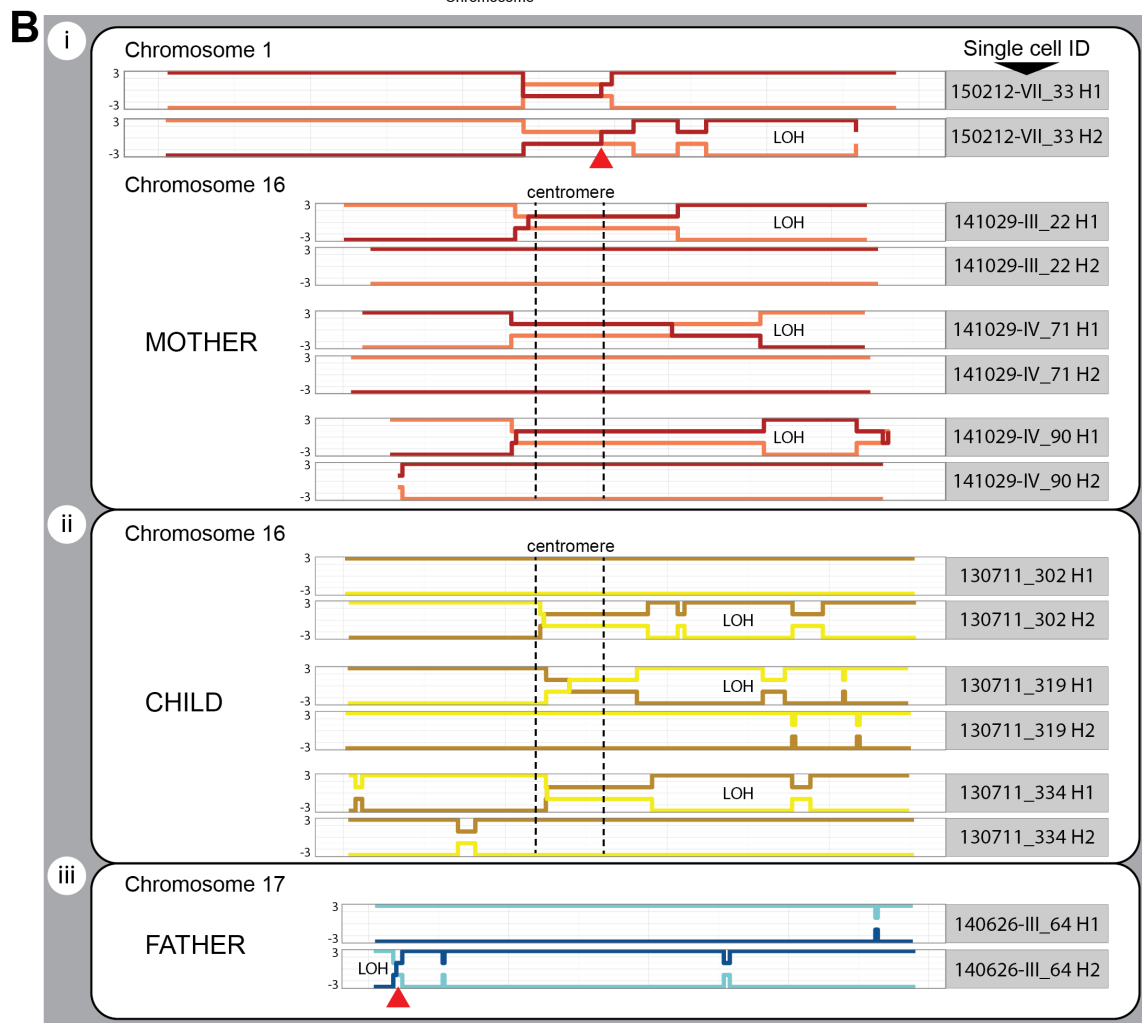 Chromosome
B
i
Chromosome 1
Single cell ID
3
-3
150212-VII_33 H1
3
-3
LOH
150212-VII_33 H2
Chromosome 16
centromere
MOTHER
3
-3
LOH
141029-III_22 H1
3
-3
141029-III_22 H2
3
-3
LOH
141029-IV_71 H1
3
-3
141029-IV_71 H2
3
-3
LOH
141029-IV_90 H1
3
-3
141029-IV_90 H2
ii
Chromosome 16
centromere
CHILD
3
-3
130711_302 H1
3
-3
LOH
130711_302 H2
3
-3
LOH
130711_319 H1
3
-3
130711_319 H2
3
-3
LOH
130711_334 H1
3
-3
130711_334 H2
iii
Chromosome 17
FATHER
3
-3
140626-III_64 H1
3
-3
LOH
140626-III_64 H2